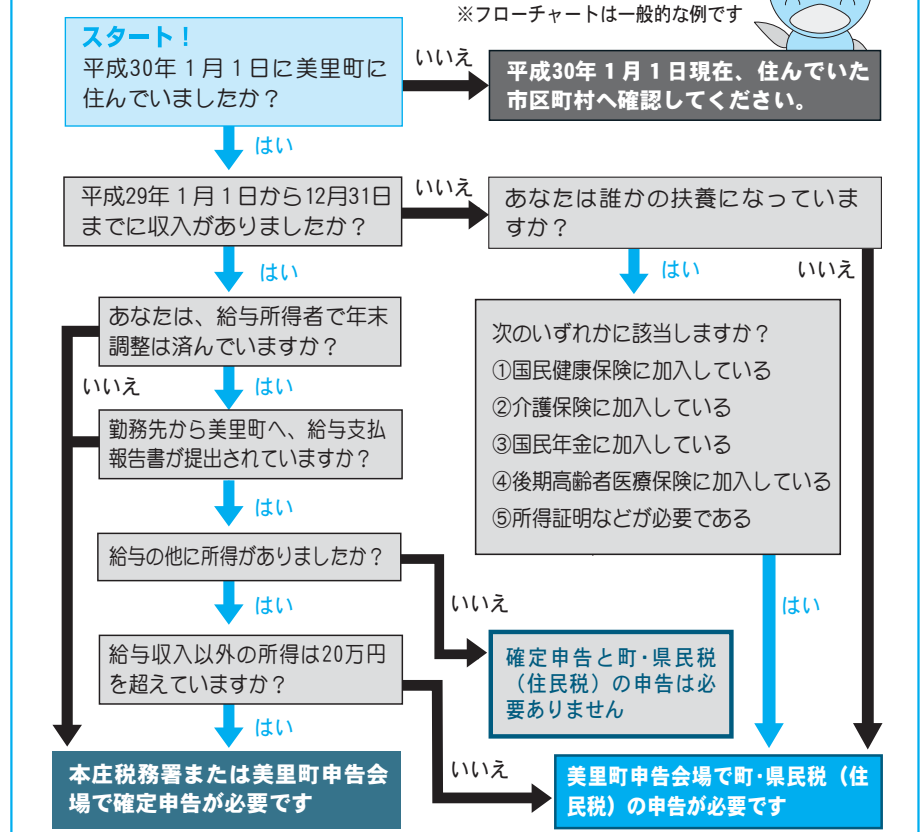 ※フローチャートは一般的な例です
スタート！
平成30年１月１日に美里町に
住んでいましたか？
いいえ
平成30年１月１日現在、住んでいた
市区町村へ確認してください。
はい
平成29年１月１日から12月31日
までに収入がありましたか？
いいえ
あなたは誰かの扶養になっていま
すか？
はい
はい
いいえ
あなたは、給与所得者で年末
調整は済んでいますか？
いいえ
はい
勤務先から美里町へ、給与支払
報告書が提出されていますか？
はい
次のいずれかに該当しますか？
①国民健康保険に加入している
②介護保険に加入している
③国民年金に加入している
④後期高齢者医療保険に加入している
⑤所得証明などが必要である
給与の他に所得がありましたか？
はい
いいえ
はい
給与収入以外の所得は20万円
を超えていますか？
確定申告と町・県民税
（住民税）の申告は必
要ありません
はい
いいえ
本庄税務署または美里町申告会
場で確定申告が必要です
美里町申告会場で町・県民税（住
民税）の申告が必要です